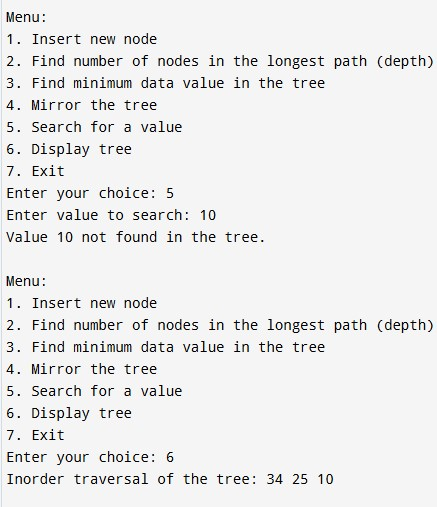 Menu:
1. Insert new node
2. Find number of nodes in the longest path (depth)
3. Find minimum data value in the tree
4. Mirror the tree
5. Search for a value
6. Display tree
7. Exit
Enter your choice: 5
Enter value to search: 10
Value 10 not found in the tree.

Menu:
1. Insert new node
2. Find number of nodes in the longest path (depth)
3. Find minimum data value in the tree
4. Mirror the tree
5. Search for a value
6. Display tree
7. Exit
Enter your choice: 6
Inorder traversal of the tree: 34 25 10